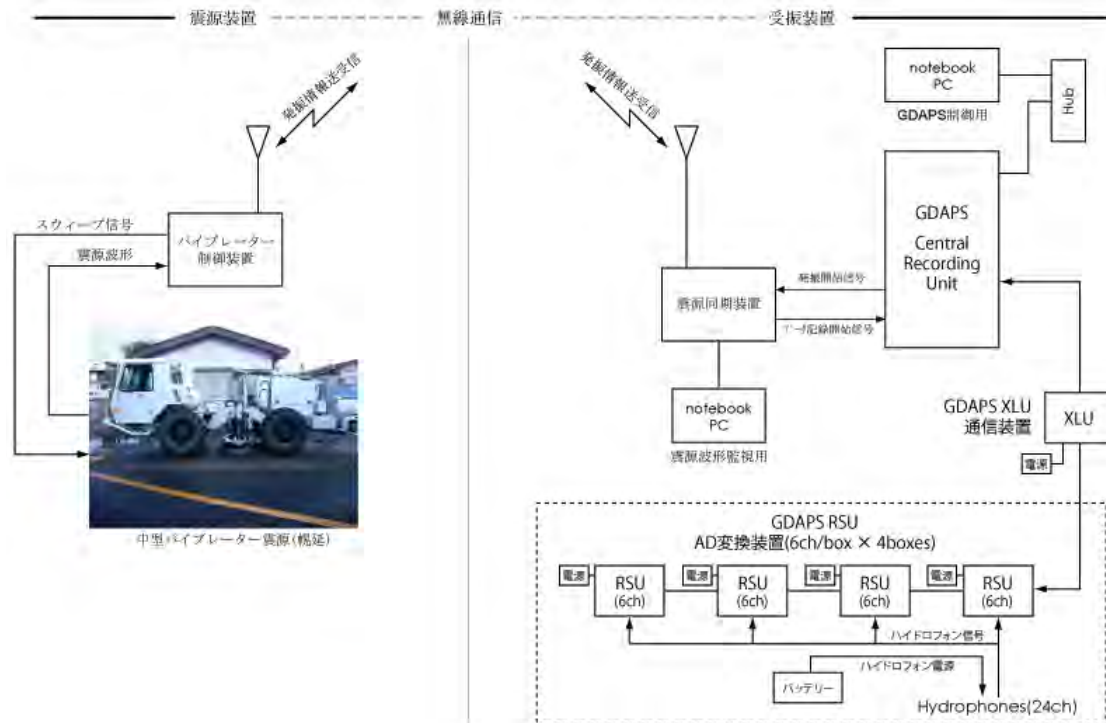 震源装置
無線通信
受振装置
発振情報送受信
発振情報送受信
notebook
PC
GDAPS制御用
Hub
GDAPS
Central
Recording
Unit
スウィープ信号
震源波形
バイブレーター
制御装置
震源同期装置
発震開始信号
データ記録開始信号
notebook
PC
震源波形監視用
GDAPS XLU
通信装置
XLU
電源
中型バイブレーター震源(幌延)
GDAPS RSU
AD変換装置(6ch/box × 4boxes)
電源
RSU
(6ch)
電源
RSU
(6ch)
電源
RSU
(6ch)
電源
RSU
(6ch)
ハイドロフォン信号
ハイドロフォン電源
バッテリー
Hydrophones(24ch)